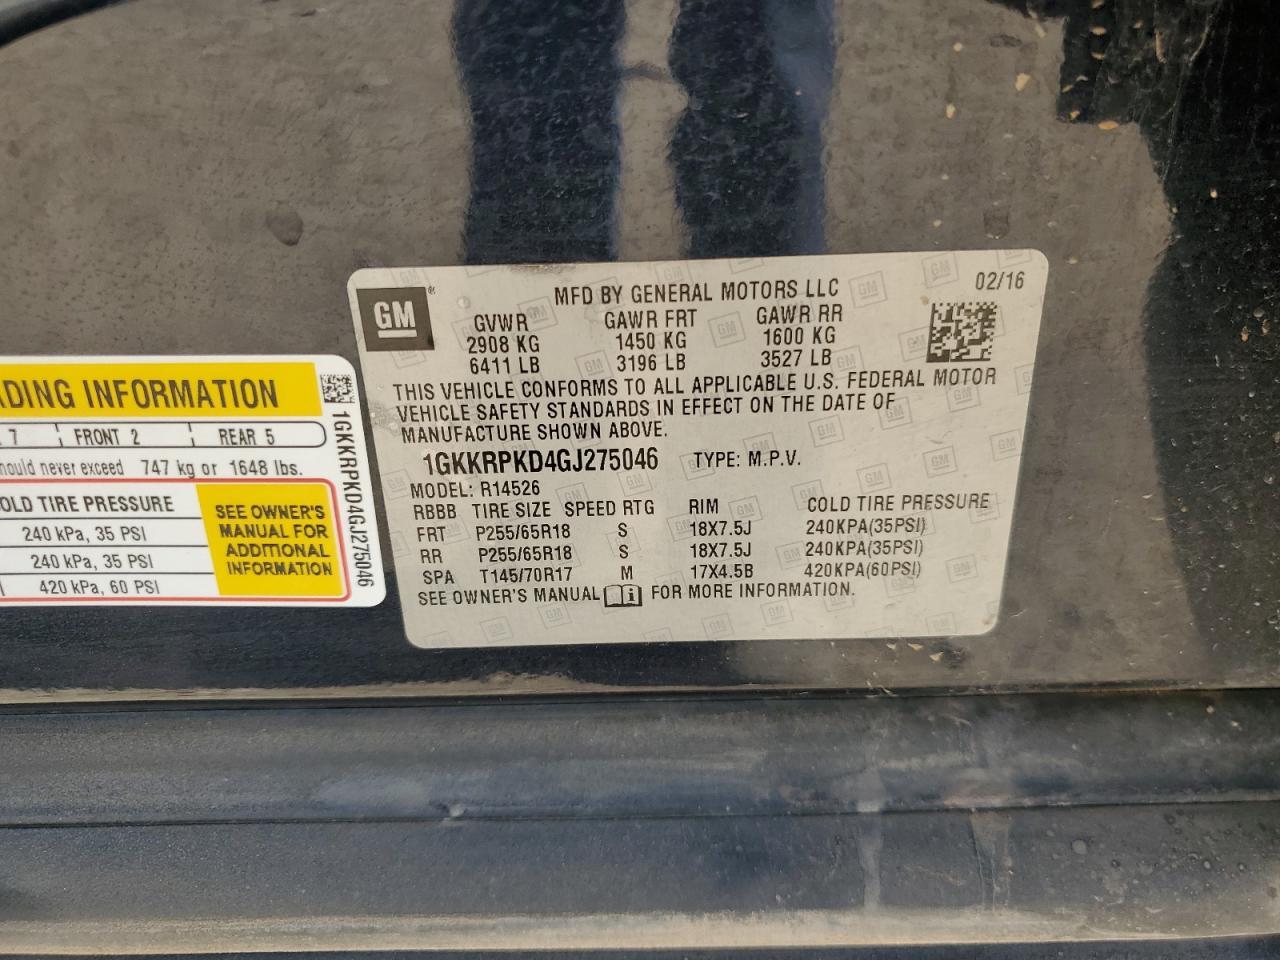 ADING INFORMATION
7 FRONT 2 REAR 5
should never exceed 747 kg or 1648 lbs.
COLD TIRE PRESSURE
240 kPa, 35 PSI
240 kPa, 35 PSI
420 kPa, 60 PSI
SEE OWNER'S
MANUAL FOR
ADDITIONAL
INFORMATION
1GKKRPKD4GJ275046
GM
MFD BY GENERAL MOTORS LLC
02/16
GVWR GAWR FRT GAWR RR
2908 KG 1450 KG 1600 KG
6411 LB 3196 LB 3527 LB
THIS VEHICLE CONFORMS TO ALL APPLICABLE U.S. FEDERAL MOTOR
VEHICLE SAFETY STANDARDS IN EFFECT ON THE DATE OF
MANUFACTURE SHOWN ABOVE.
1GKKRPKD4GJ275046 TYPE: M.P.V.
MODEL: R14526
RBBB TIRE SIZE SPEED RTG RIM COLD TIRE PRESSURE
FRT P255/65R18 S 18X7.5J 240KPA(35PSI)
RR P255/65R18 S 18X7.5J 240KPA(35PSI)
SPA T145/70R17 M 17X4.5B 420KPA(60PSI)
SEE OWNER'S MANUAL i FOR MORE INFORMATION.